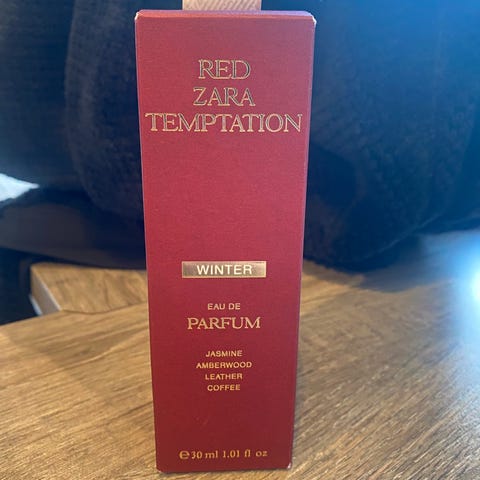 RED
ZARA
TEMPTATION
WINTER
EAU DE
PARFUM
JASMINE
AMBERWOOD
LEATHER
COFFEE
℮30 ml 1.01 fl oz